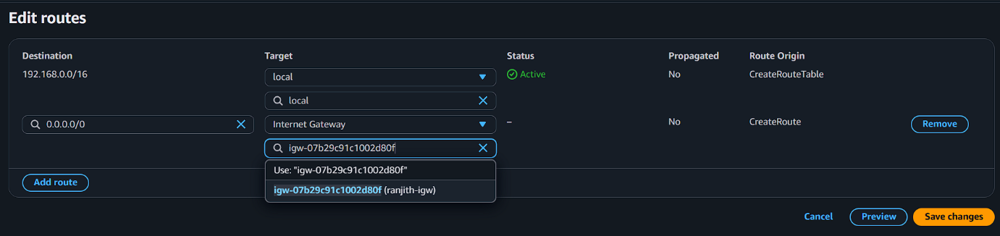 Edit routes
Destination Target Status Propagated Route Origin
192.168.0.0/16 local Active No CreateRouteTable
local
0.0.0.0/0 Internet Gateway – No CreateRoute Remove
igw-07b29c91c1002d80f
Use: "igw-07b29c91c1002d80f"
Add route igw-07b29c91c1002d80f (ranjith-igw)
Cancel Preview Save changes